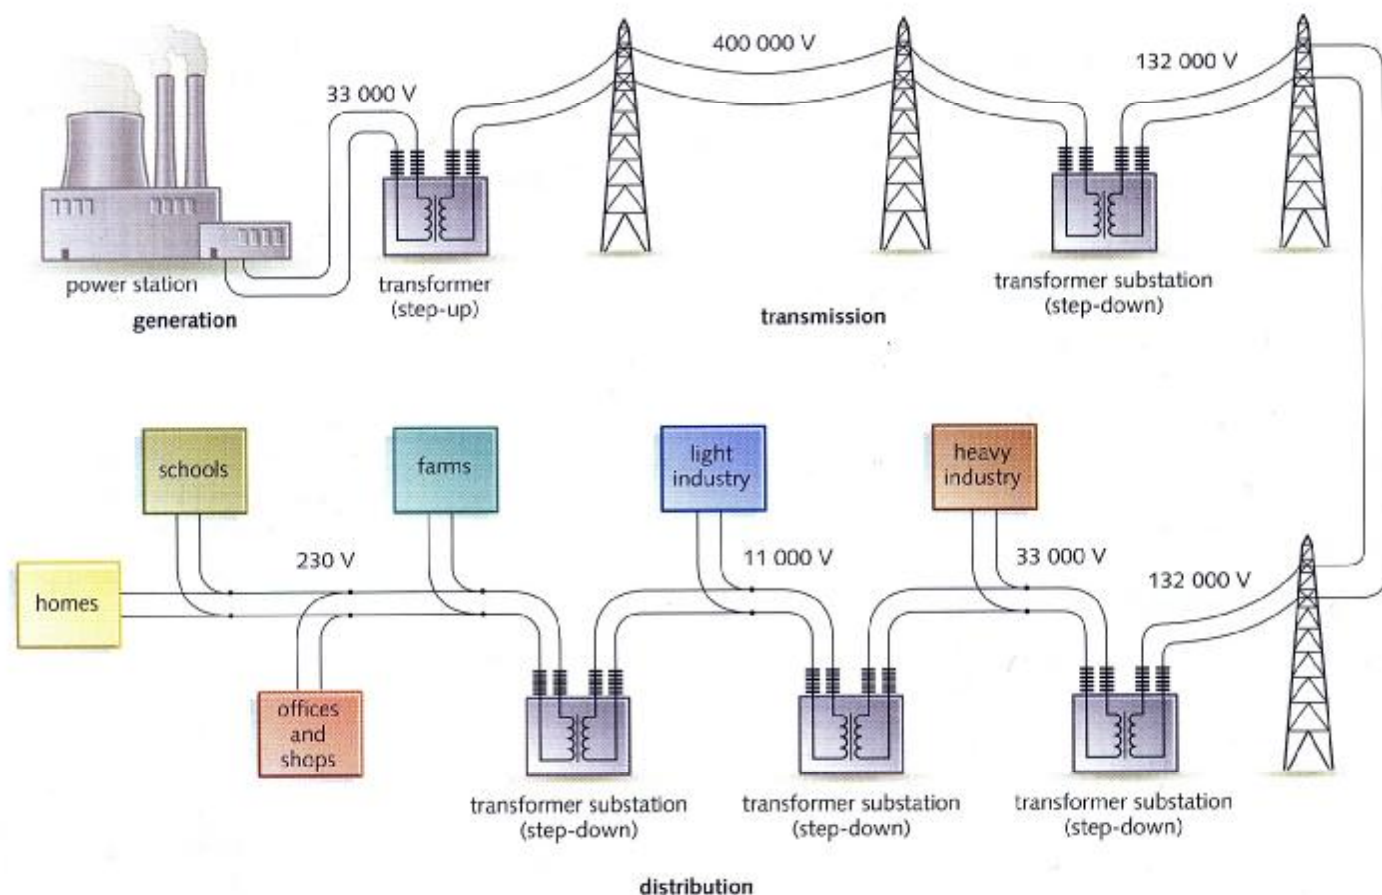 400 000 V
132 000 V
33 000 V
power station
generation
transformer
(step-up)
transmission
transformer substation
(step-down)
schools
farms
light
industry
heavy
industry
homes
230 V
11 000 V
33 000 V
132 000 V
offices
and
shops
transformer substation
(step-down)
transformer substation
(step-down)
transformer substation
(step-down)
distribution